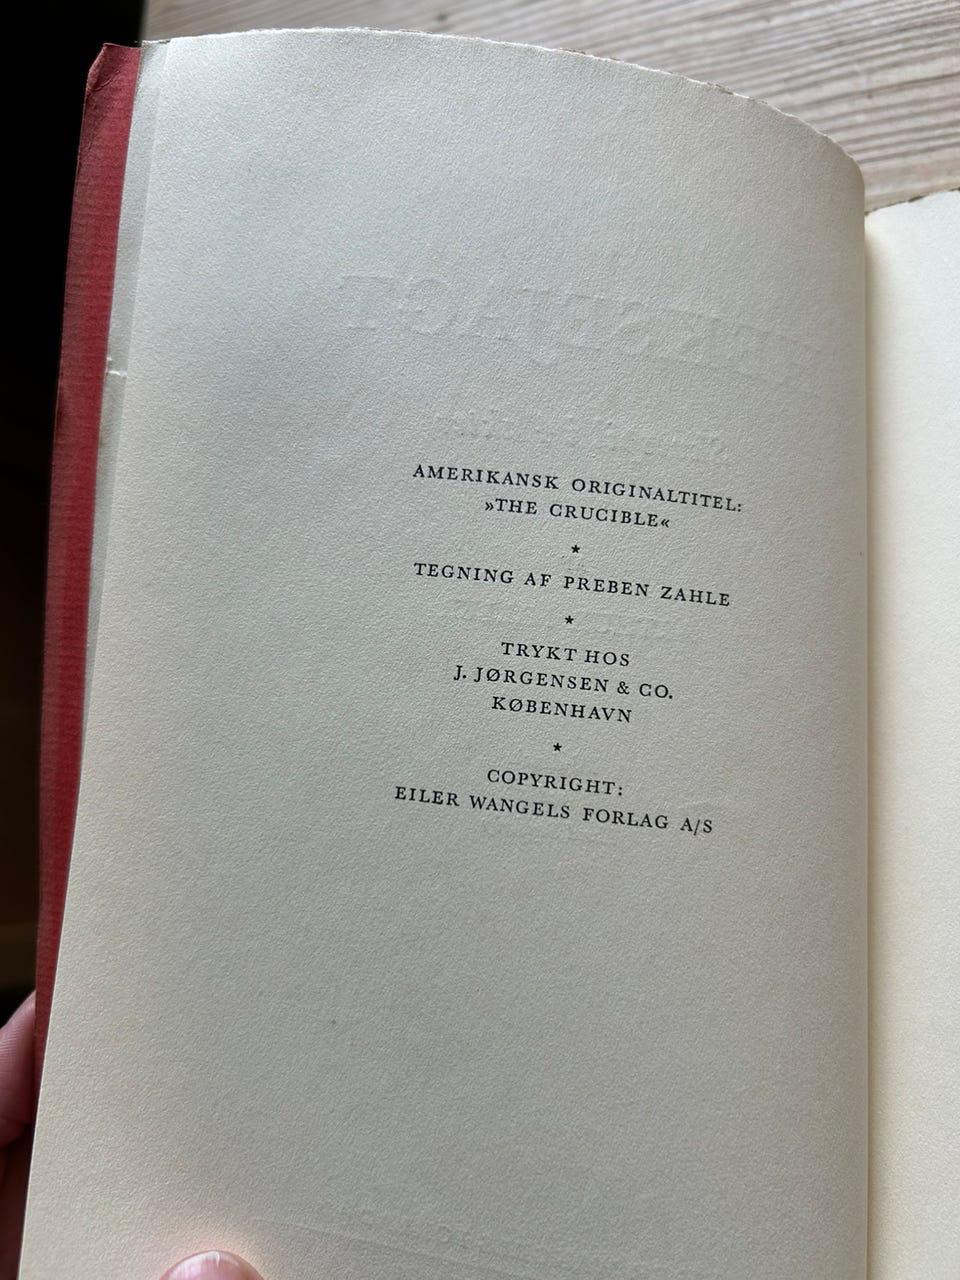 AMERIKANSK ORIGINALTITEL:
»THE CRUCIBLE«
★
TEGNING AF PREBEN ZAHLE
★
TRYKT HOS
J. JØRGENSEN & CO.
KØBENHAVN
★
COPYRIGHT:
EILER WANGELS FORLAG A/S